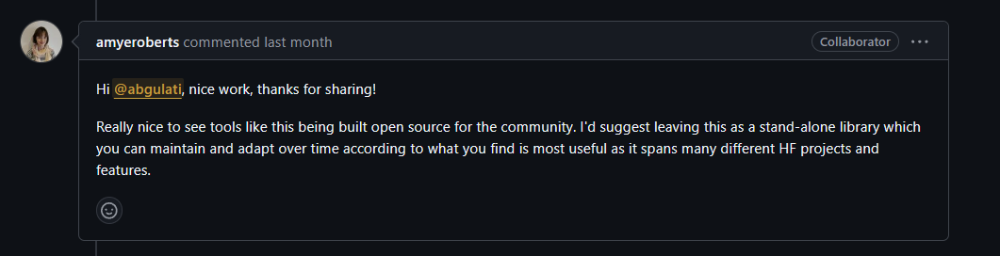 amyeroberts commented last month
Collaborator
Hi @abgulati, nice work, thanks for sharing!
Really nice to see tools like this being built open source for the community. I'd suggest leaving this as a stand-alone library which
you can maintain and adapt over time according to what you find is most useful as it spans many different HF projects and
features.